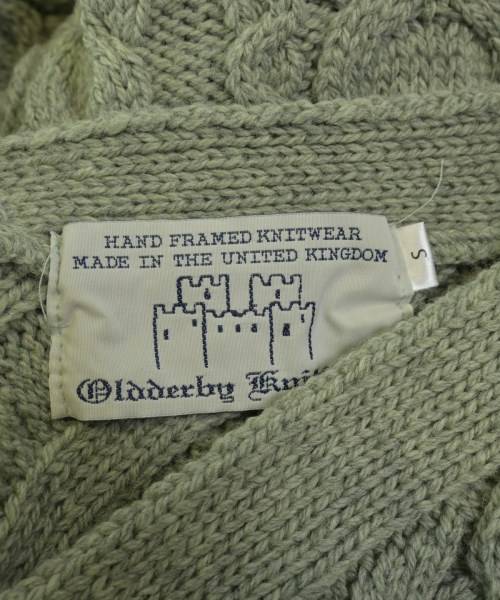 HAND FRAMED KNITWEAR
MADE IN THE UNITED KINGDOM
Oldderby
S